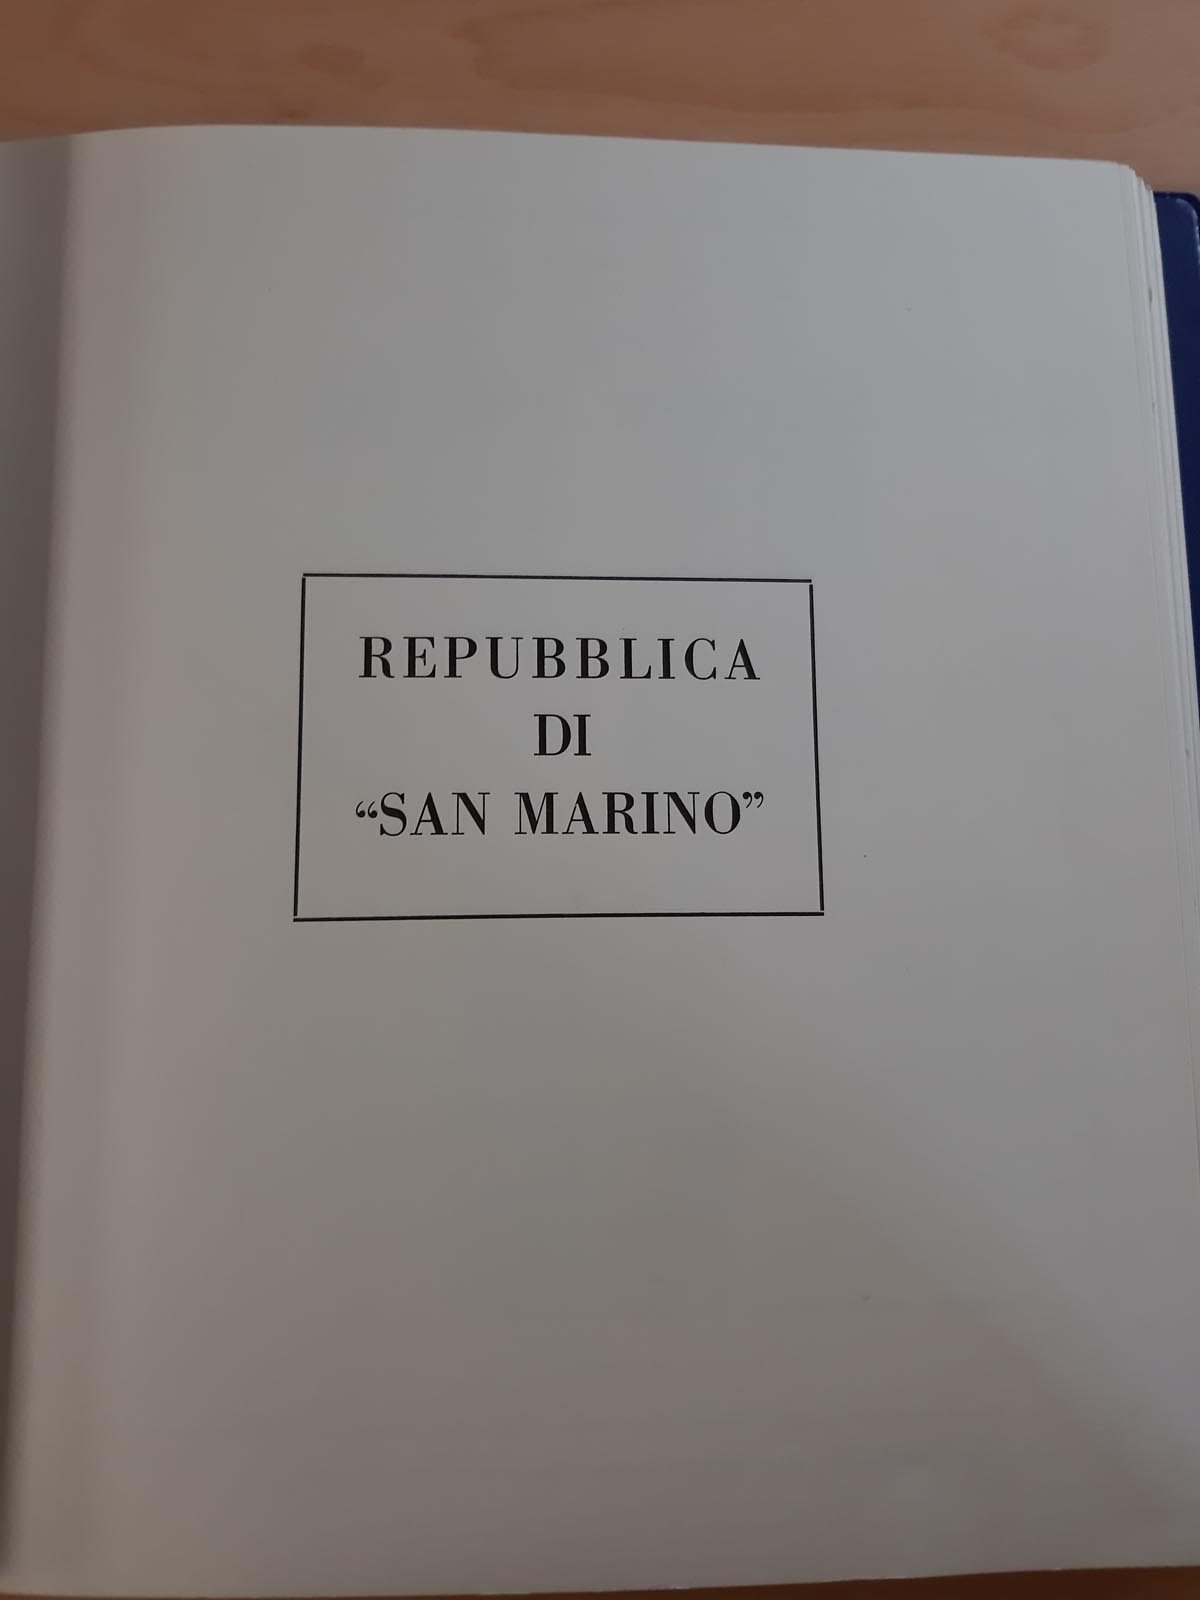 REPUBBLICA
DI
“SAN MARINO”